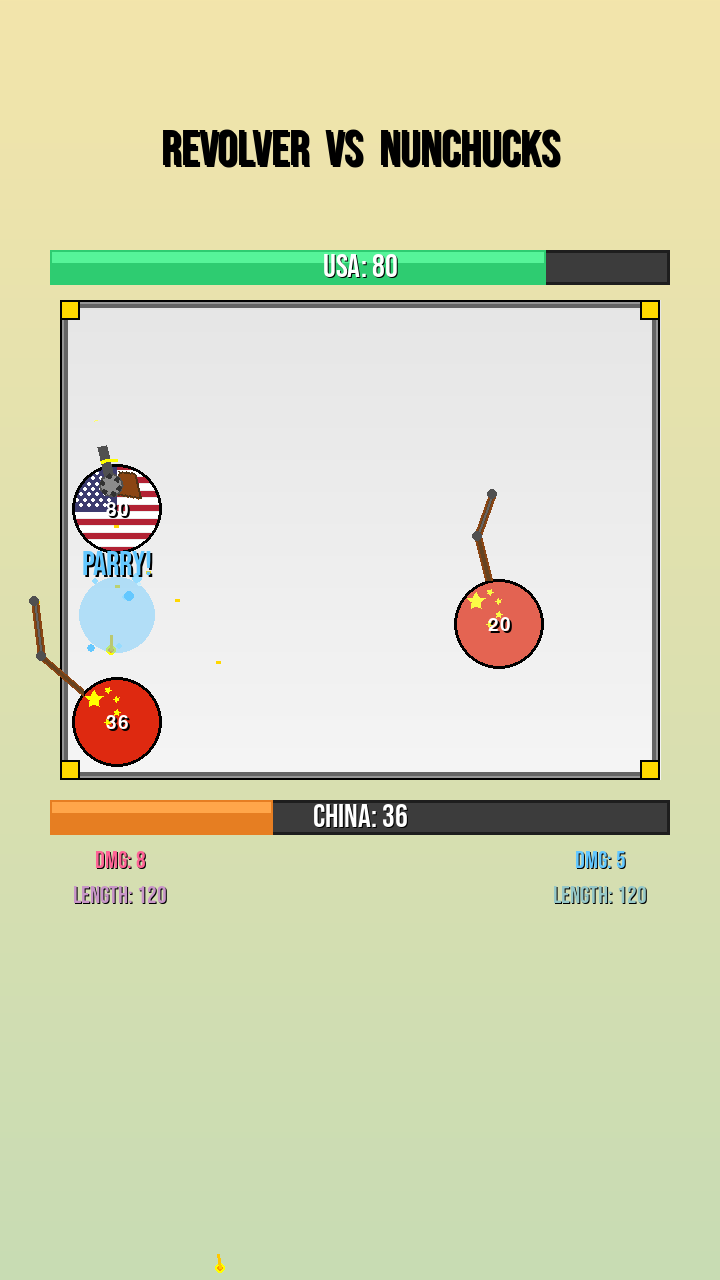 REVOLVER VS NUNCHUCKS
USA: 80
80
PARRY!
20
36
CHINA: 36
DMG: 8
DMG: 5
LENGTH: 120
LENGTH: 120